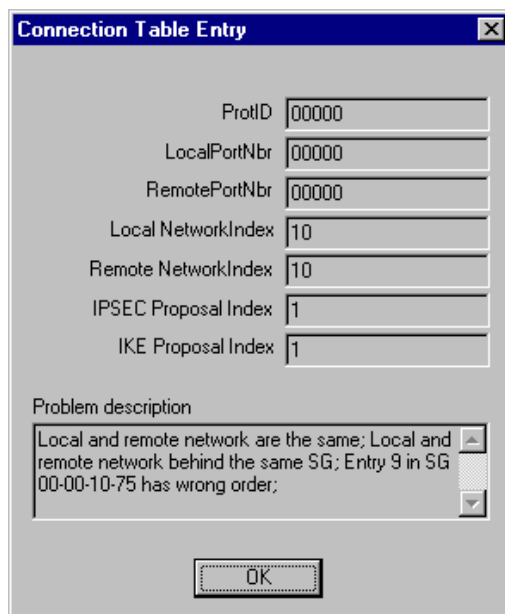 Connection Table Entry
ProtID 00000
LocalPortNbr 00000
RemotePortNbr 00000
Local NetworkIndex 10
Remote NetworkIndex 10
IPSEC Proposal Index 1
IKE Proposal Index 1
Problem description
Local and remote network are the same; Local and
remote network behind the same SG; Entry 9 in SG
00-00-10-75 has wrong order;
OK